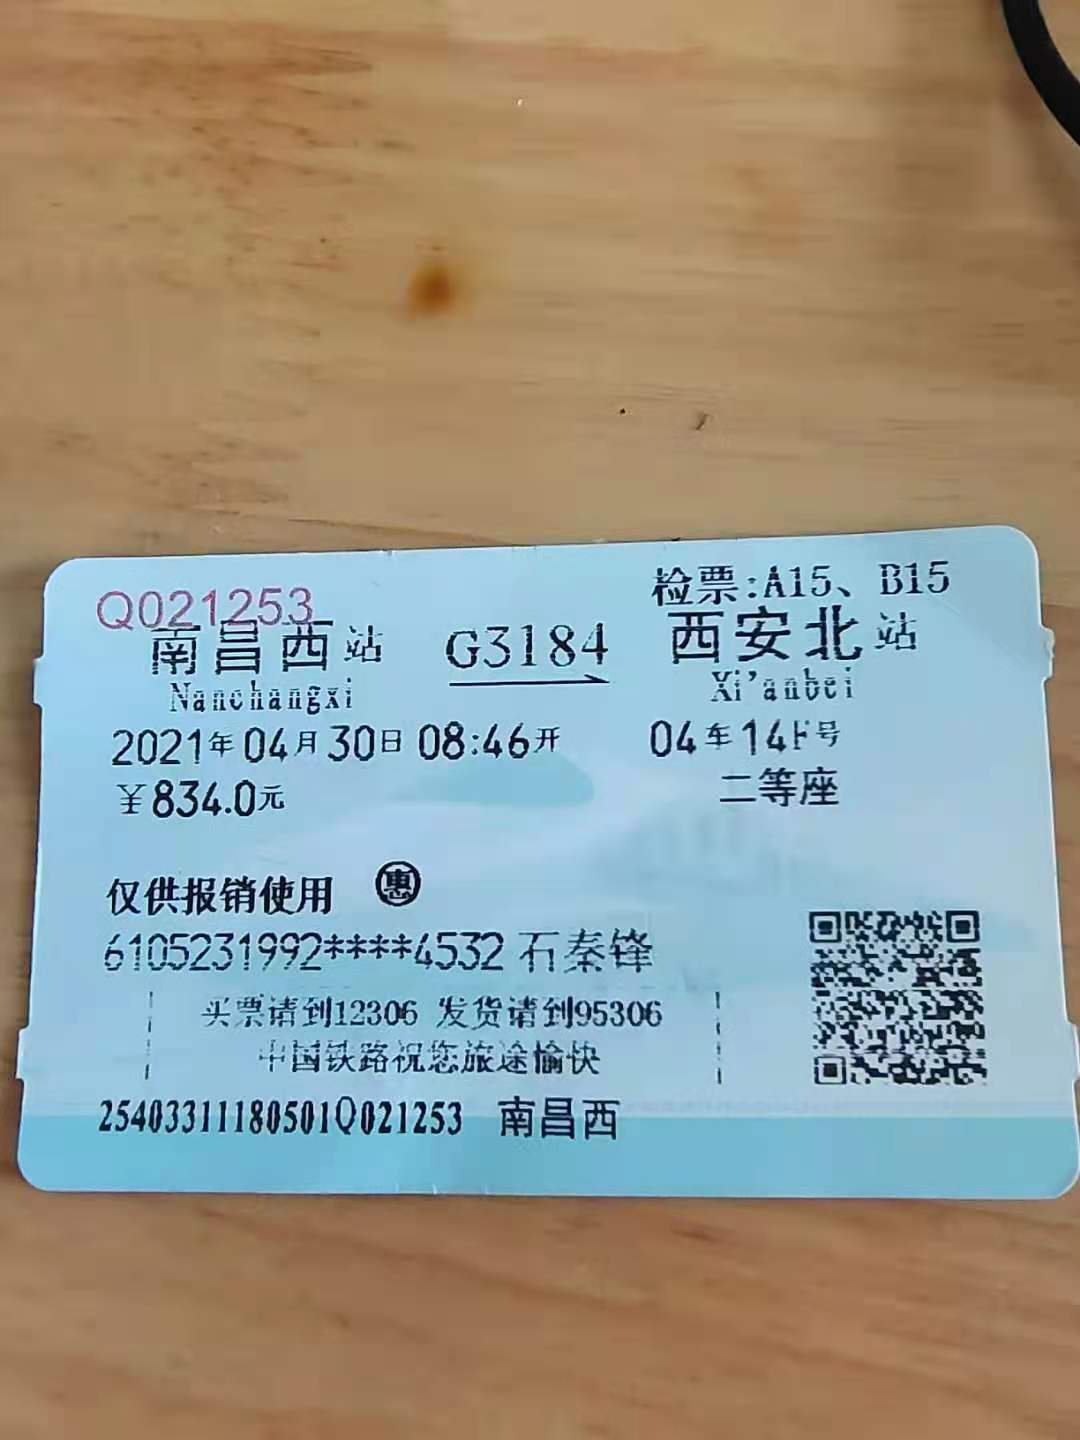 Q021253
检票:A15、B15
南昌西站 G3184 西安北站
Nanchangxi Xi'anbei
2021年04月30日08:46开 04车14F号
¥834.0元 二等座
仅供报销使用 惠
6105231992****4532 石秦锋
买票请到12306 发货请到95306
中国铁路祝您旅途愉快
25403311180501Q021253 南昌西